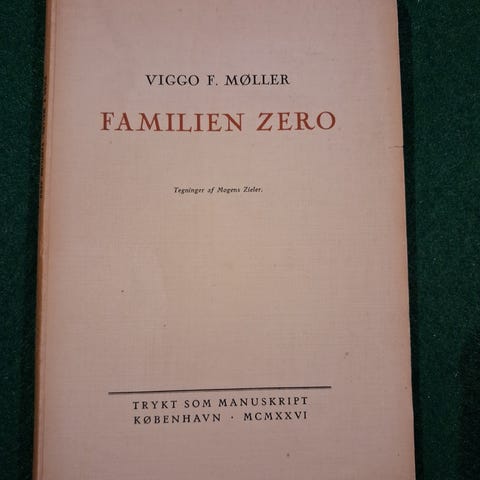 VIGGO F. MØLLER
FAMILIEN ZERO
Tegninger af Mogens Zieler.
TRYKT SOM MANUSKRIPT
KØBENHAVN · MCMXXVI